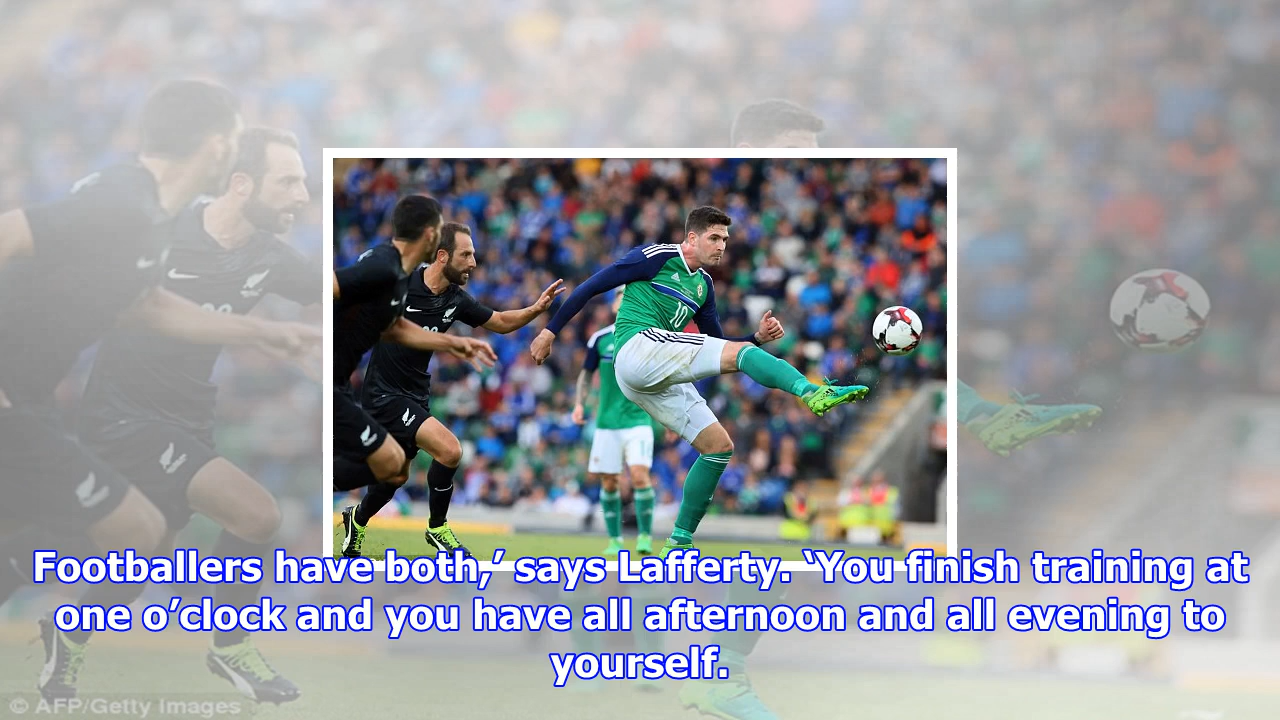 10
Footballers have both,’ says Lafferty. ‘You finish training at
one o’clock and you have all afternoon and all evening to
yourself.
© AFP/Getty Images